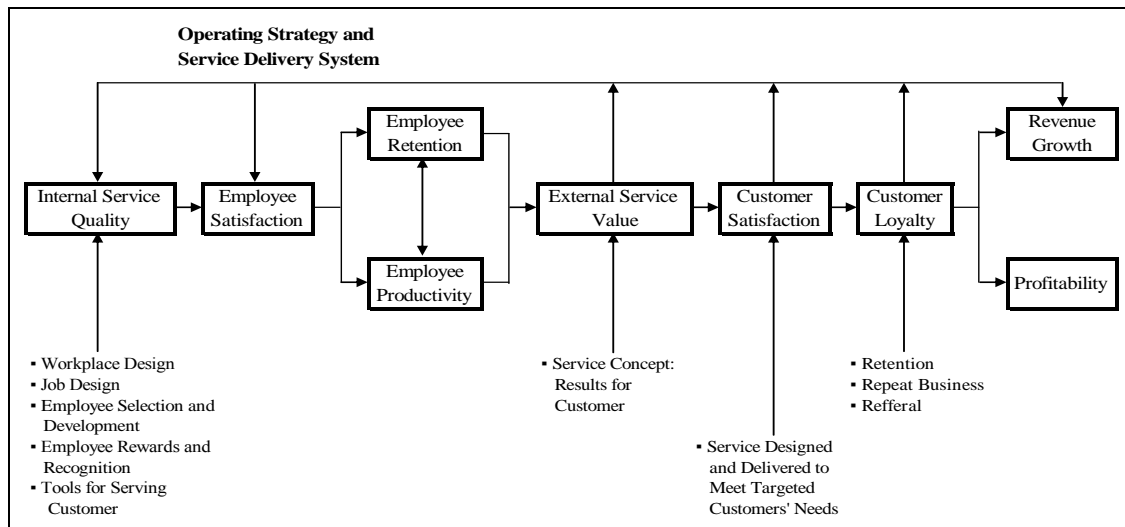 Operating Strategy and
Service Delivery System
Employee
Retention
Revenue
Growth
Internal Service
Quality
Employee
Satisfaction
External Service
Value
Customer
Satisfaction
Customer
Loyalty
Employee
Productivity
Profitability
▪ Workplace Design
▪ Job Design
▪ Employee Selection and
Development
▪ Employee Rewards and
Recognition
▪ Tools for Serving
Customer
▪ Service Concept:
Results for
Customer
▪ Service Designed
and Delivered to
Meet Targeted
Customers' Needs
▪ Retention
▪ Repeat Business
▪ Refferal